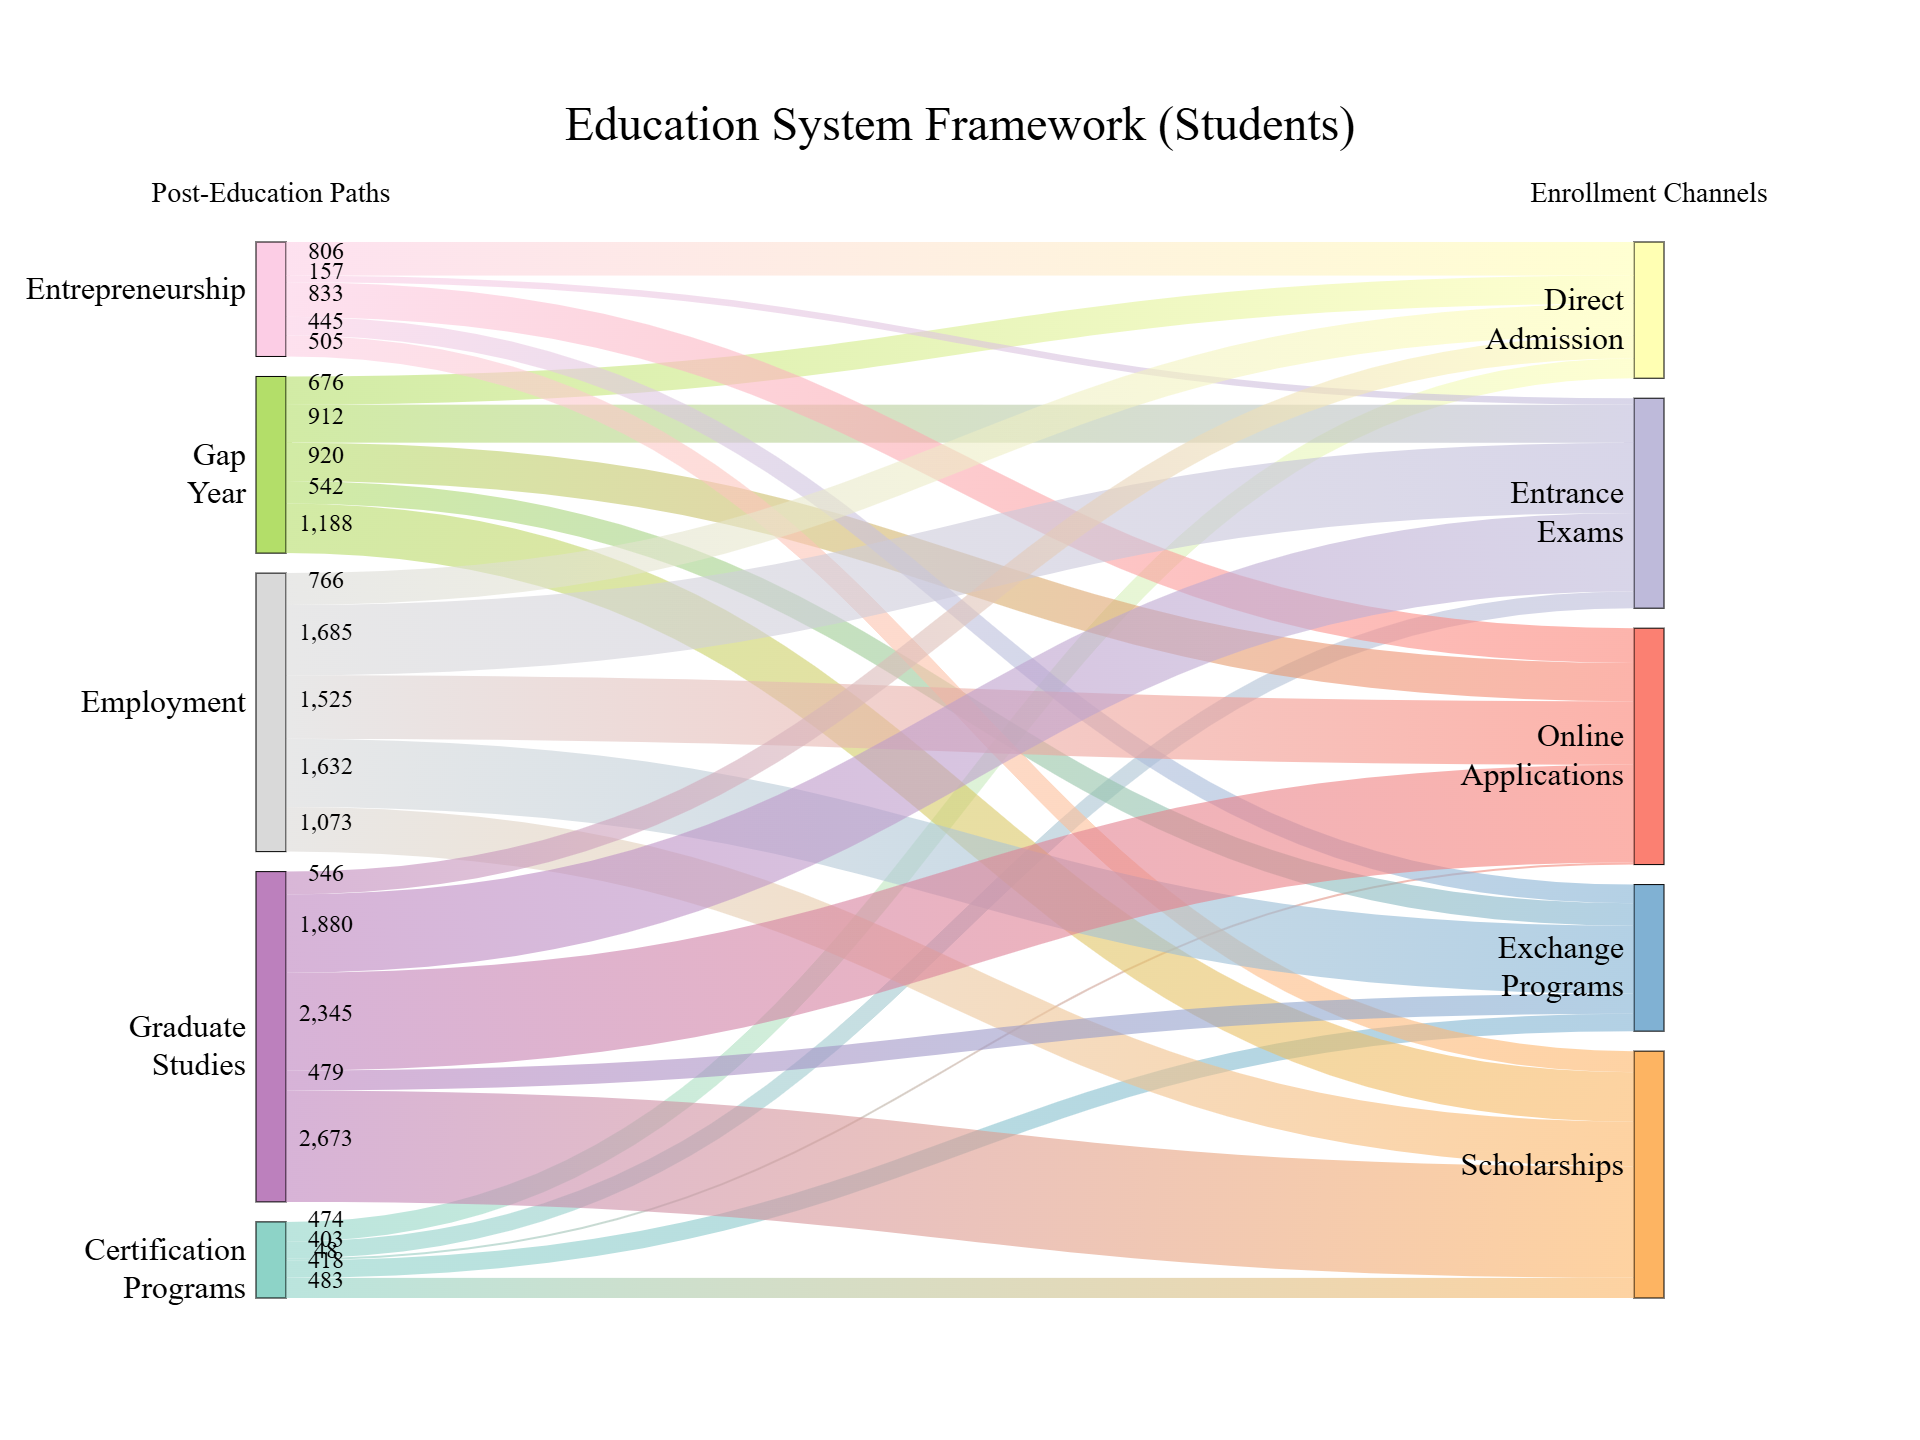 Education System Framework (Students)
Post-Education Paths
Enrollment Channels
Entrepreneurship
806
157
833
445
505
Gap
Year
676
912
920
542
1,188
Employment
766
1,685
1,525
1,632
1,073
Graduate
Studies
546
1,880
2,345
479
2,673
Certification
Programs
474
403
48
418
483
Direct
Admission
Entrance
Exams
Online
Applications
Exchange
Programs
Scholarships